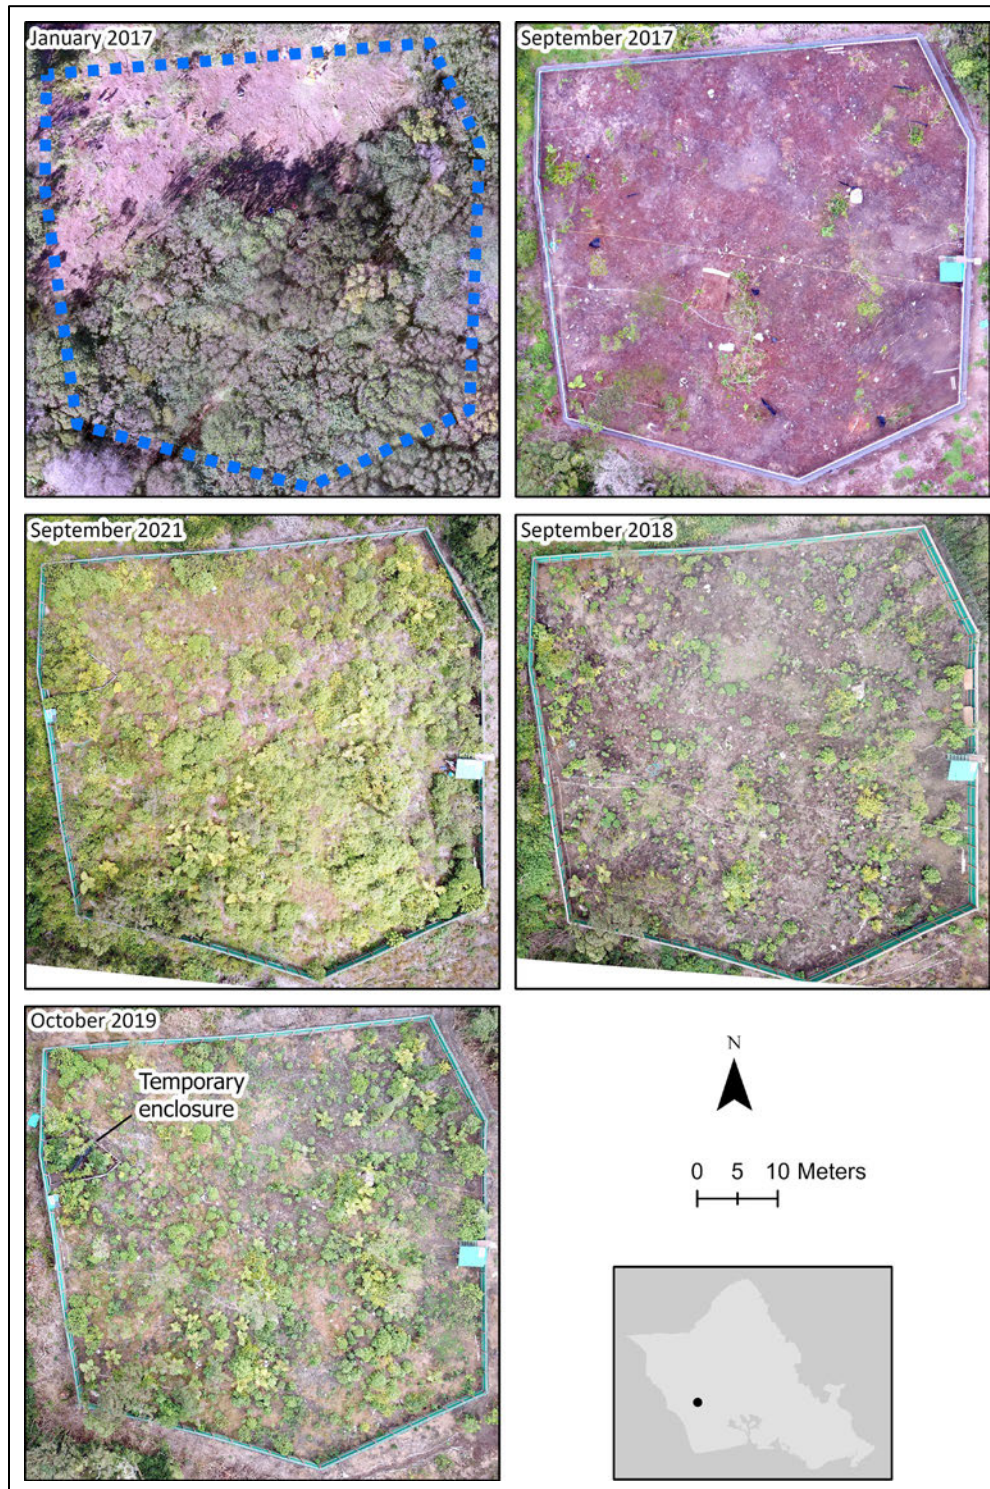 January 2017
September 2017
September 2021
September 2018
October 2019
Temporary
enclosure
N
0 5 10 Meters